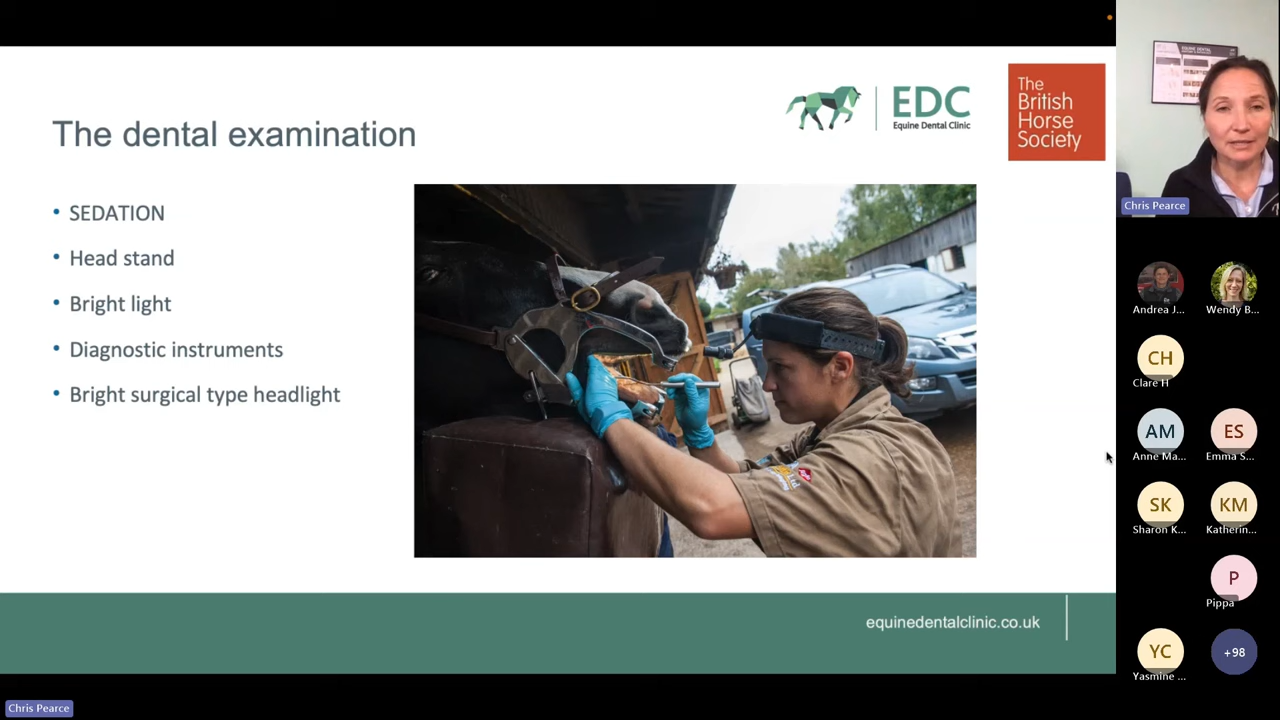 The dental examination
EDC
Equine Dental Clinic
The
British
Horse
Society
• SEDATION
• Head stand
• Bright light
• Diagnostic instruments
• Bright surgical type headlight
equinedentalclinic.co.uk
Chris Pearce
EQUINE DENTAL
Chris Pearce
Andrea J...
Wendy B...
CH
Clare H
AM
ES
Anne Ma...
Emma S...
SK
KM
Sharon K...
Katherin...
P
Pippa
YC
+98
Yasmine ...